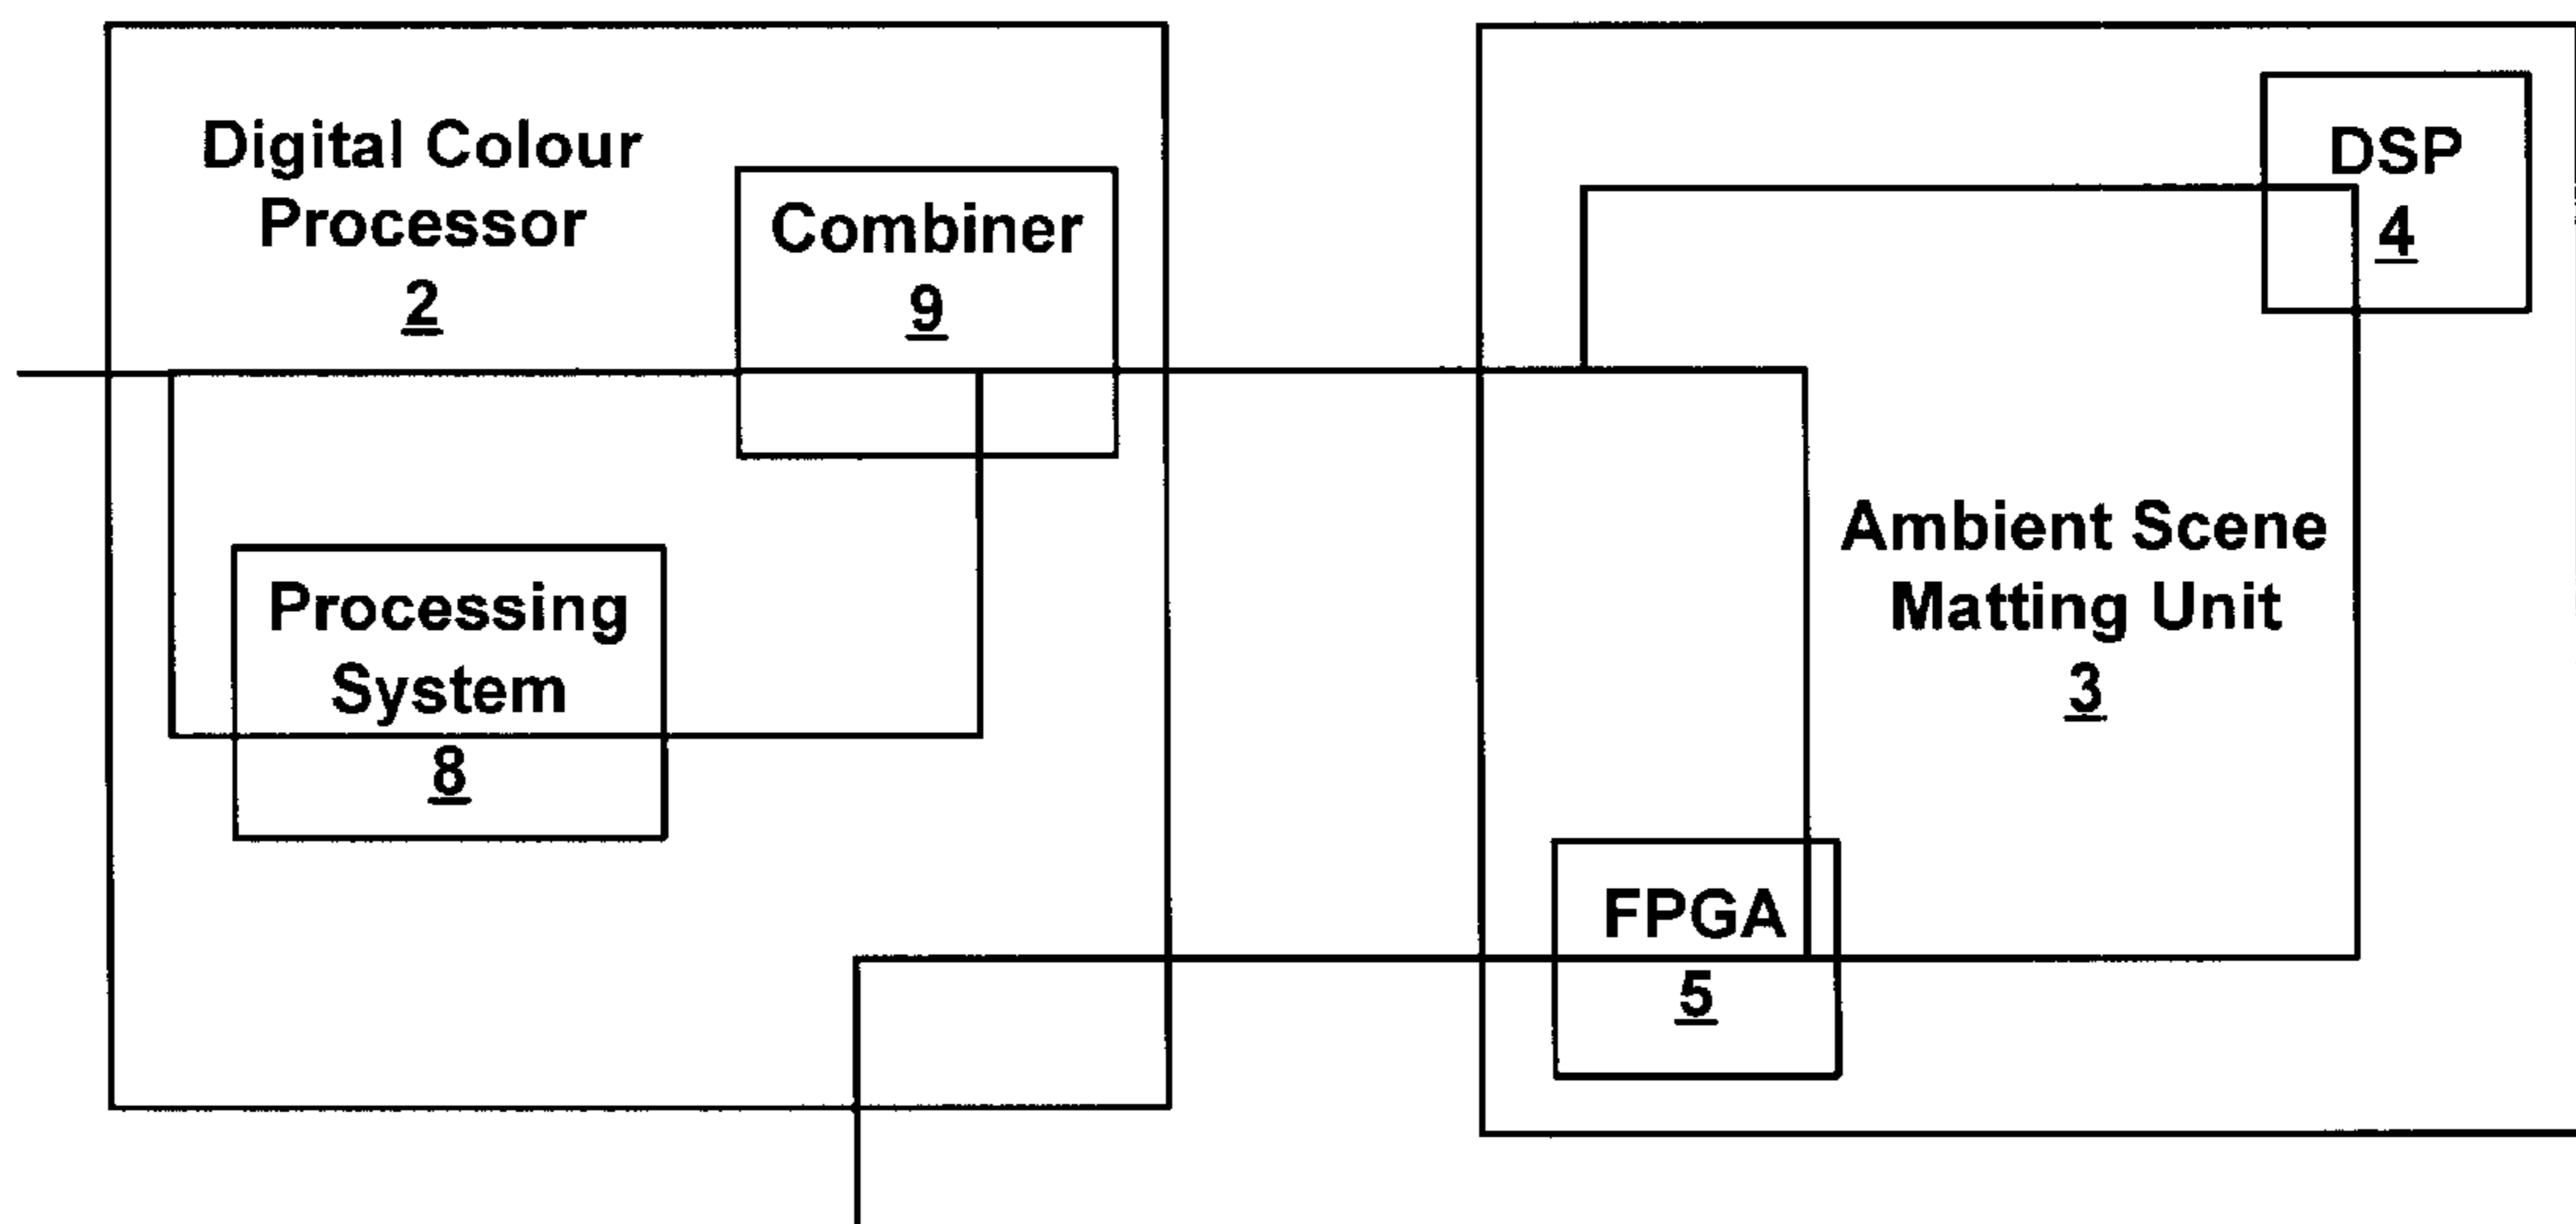 Digital Colour
Processor
2
Combiner
9
Processing
System
8
DSP
4
Ambient Scene
Matting Unit
3
FPGA
5